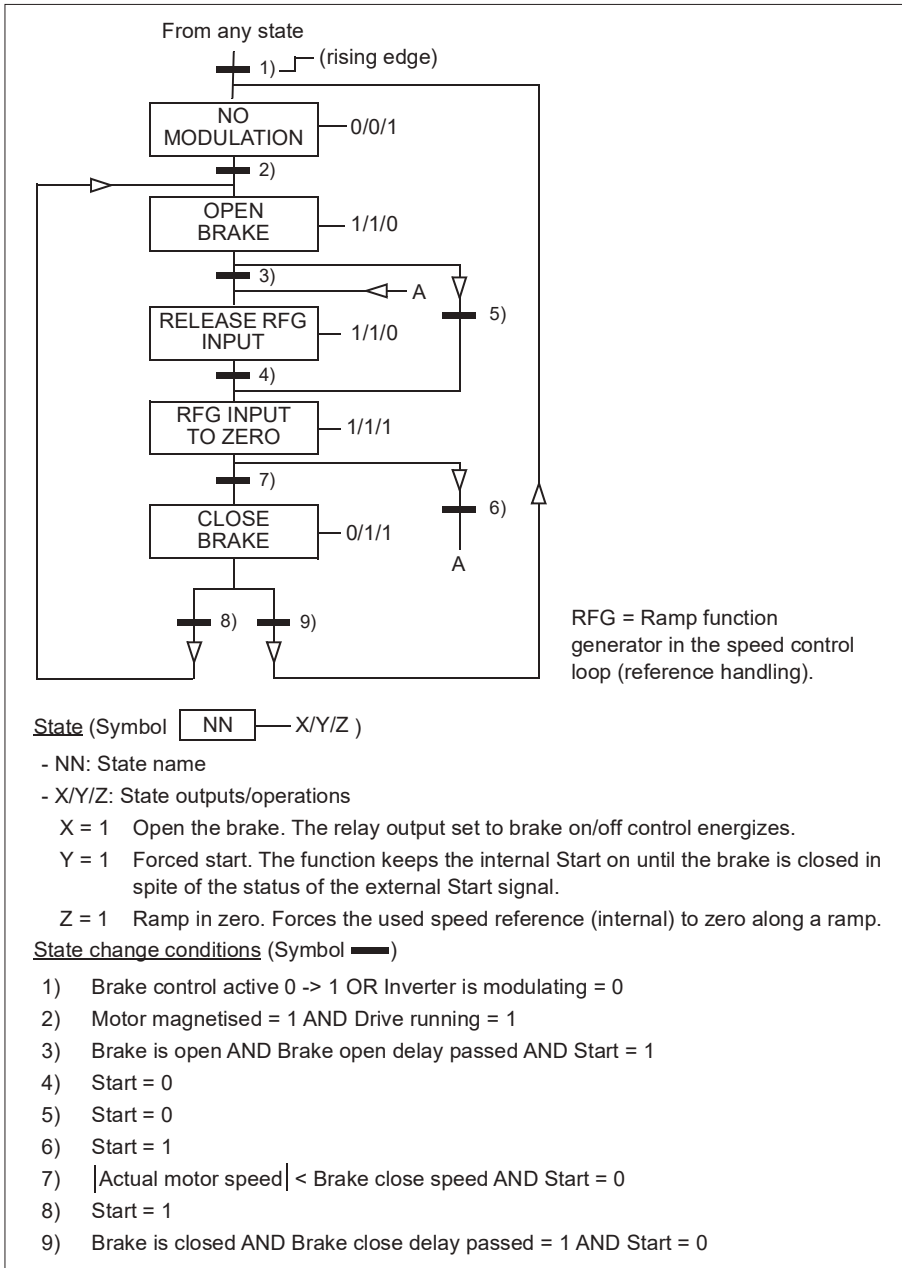 From any state
1) (rising edge)
NO
MODULATION
0/0/1
2)
OPEN
BRAKE
1/1/0
3)
A
5)
RELEASE RFG
INPUT
1/1/0
4)
RFG INPUT
TO ZERO
1/1/1
7)
6)
CLOSE
BRAKE
0/1/1
A
8)
9)
RFG = Ramp function
generator in the speed control
loop (reference handling).
State (Symbol NN X/Y/Z )
- NN: State name
- X/Y/Z: State outputs/operations
X = 1 Open the brake. The relay output set to brake on/off control energizes.
Y = 1 Forced start. The function keeps the internal Start on until the brake is closed in
spite of the status of the external Start signal.
Z = 1 Ramp in zero. Forces the used speed reference (internal) to zero along a ramp.
State change conditions (Symbol )
1) Brake control active 0 -> 1 OR Inverter is modulating = 0
2) Motor magnetised = 1 AND Drive running = 1
3) Brake is open AND Brake open delay passed AND Start = 1
4) Start = 0
5) Start = 0
6) Start = 1
7) |Actual motor speed| < Brake close speed AND Start = 0
8) Start = 1
9) Brake is closed AND Brake close delay passed = 1 AND Start = 0